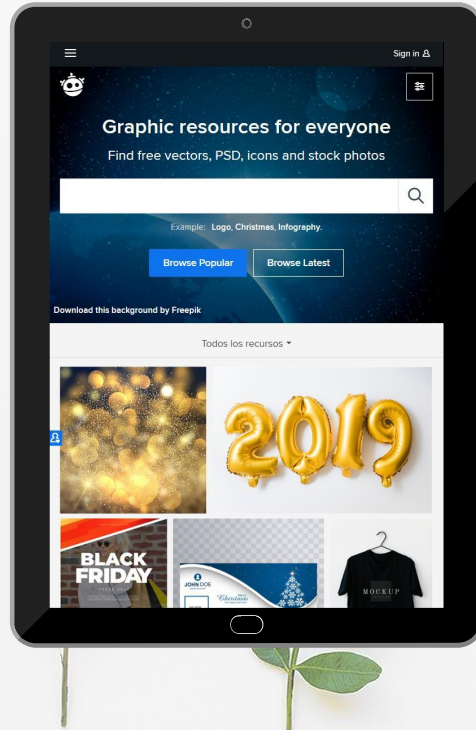 Sign in
Graphic resources for everyone
Find free vectors, PSD, icons and stock photos
Example: Logo, Christmas, Infography.
Browse Popular
Browse Latest
Download this background by Freepik
Todos los recursos
2019
BLACK
FRIDAY
JOHN DOE
Christmas
MOCKUP